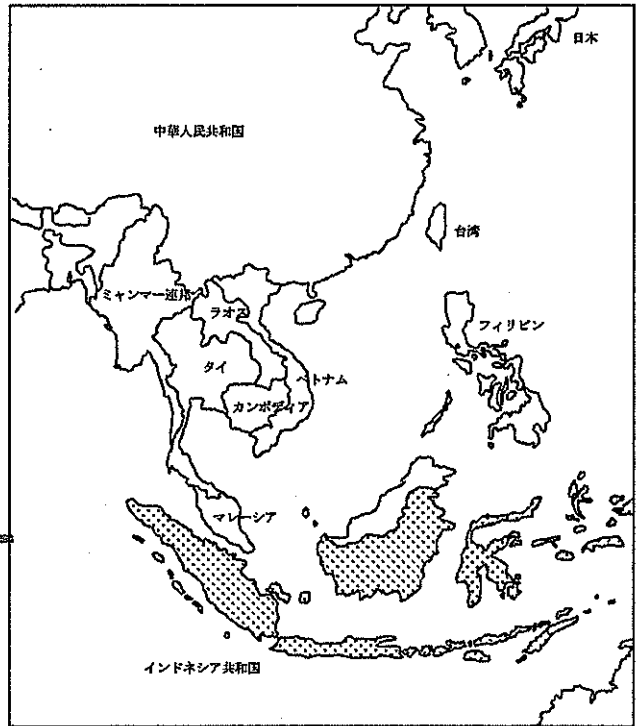 日本
中華人民共和国
台湾
ミャンマー連邦
ラオス
フィリピン
タイ
ベトナム
カンボディア
マレーシア
インドネシア共和国